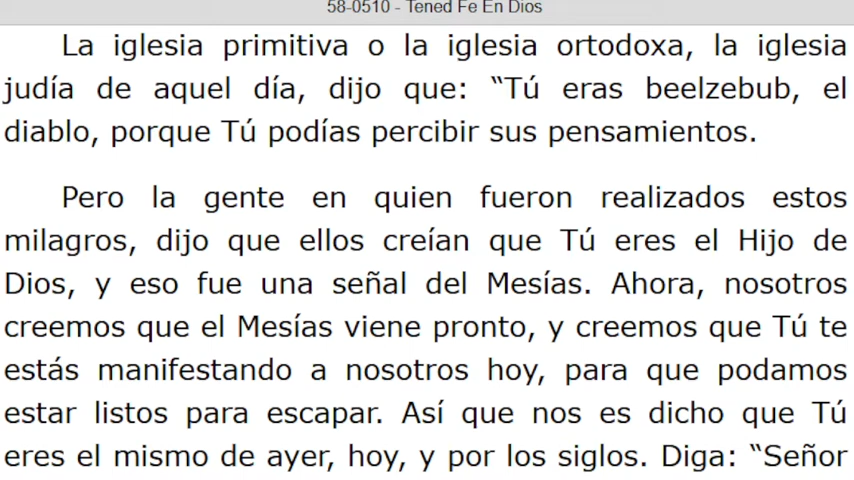 58-0510 - Tened Fe En Dios
La iglesia primitiva o la iglesia ortodoxa, la iglesia
judía de aquel día, dijo que: “Tú eras beelzebub, el
diablo, porque Tú podías percibir sus pensamientos.
Pero la gente en quien fueron realizados estos
milagros, dijo que ellos creían que Tú eres el Hijo de
Dios, y eso fue una señal del Mesías. Ahora, nosotros
creemos que el Mesías viene pronto, y creemos que Tú te
estás manifestando a nosotros hoy, para que podamos
estar listos para escapar. Así que nos es dicho que Tú
eres el mismo de ayer, hoy, y por los siglos. Diga: “Señor